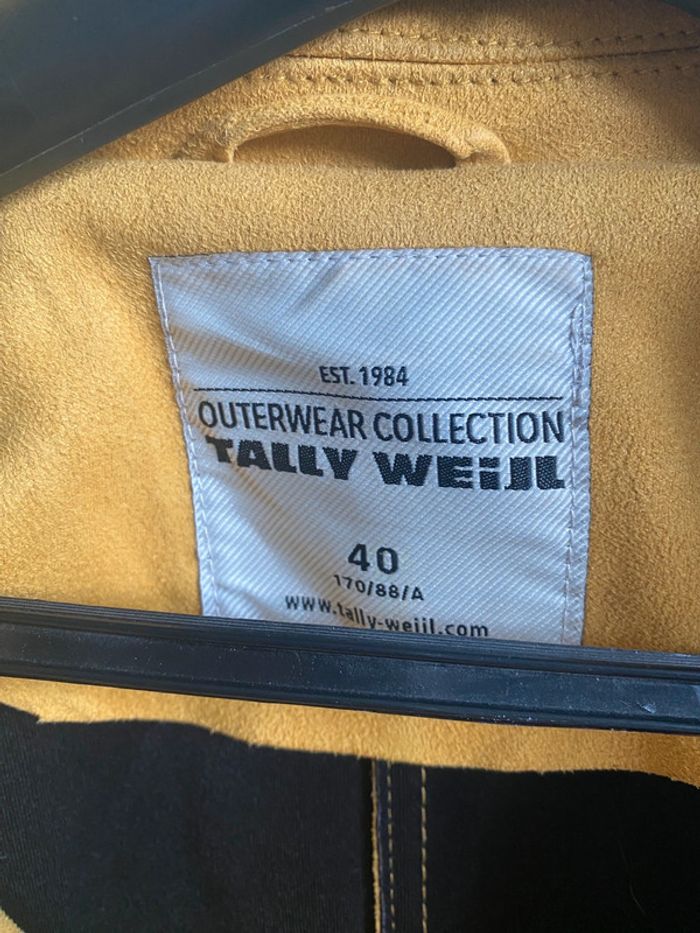 EST. 1984
OUTERWEAR COLLECTION
TALLY WEiJL
40
170/88/A
www.tally-weijl.com